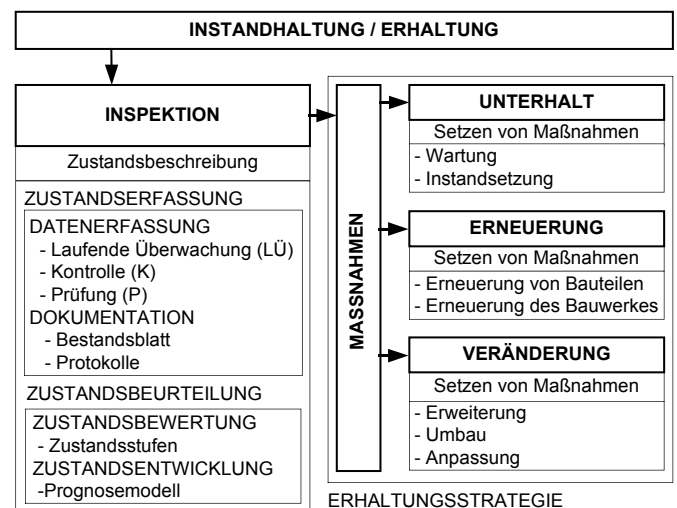 INSTANDHALTUNG / ERHALTUNG
INSPEKTION
Zustandsbeschreibung
ZUSTANDSERFASSUNG
DATENERFASSUNG
- Laufende Überwachung (LÜ)
- Kontrolle (K)
- Prüfung (P)
DOKUMENTATION
- Bestandsblatt
- Protokolle
ZUSTANDSBEURTEILUNG
ZUSTANDSBEWERTUNG
- Zustandsstufen
ZUSTANDSENTWICKLUNG
-Prognosemodell
MASSNAHMEN
UNTERHALT
Setzen von Maßnahmen
- Wartung
- Instandsetzung
ERNEUERUNG
Setzen von Maßnahmen
- Erneuerung von Bauteilen
- Erneuerung des Bauwerkes
VERÄNDERUNG
Setzen von Maßnahmen
- Erweiterung
- Umbau
- Anpassung
ERHALTUNGSSTRATEGIE